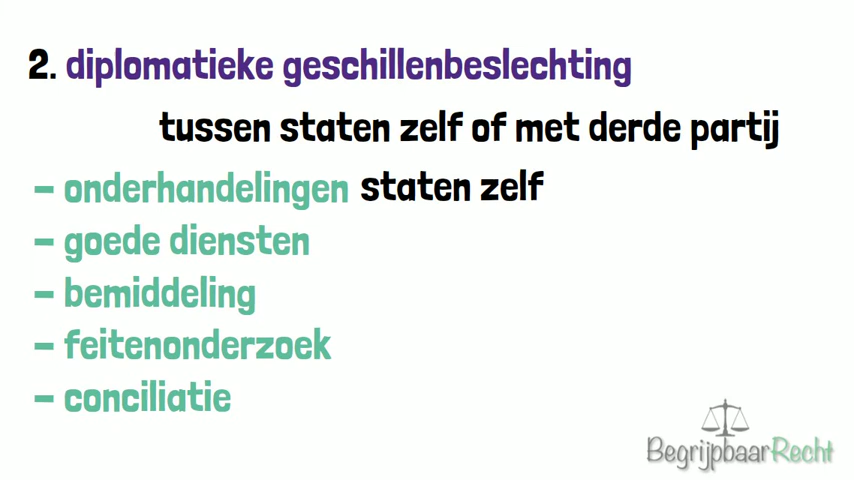 2. diplomatieke geschillenbeslechting
tussen staten zelf of met derde partij
- onderhandelingen staten zelf
- goede diensten
- bemiddeling
- feitenonderzoek
- conciliatie
BegrijpbaarRecht